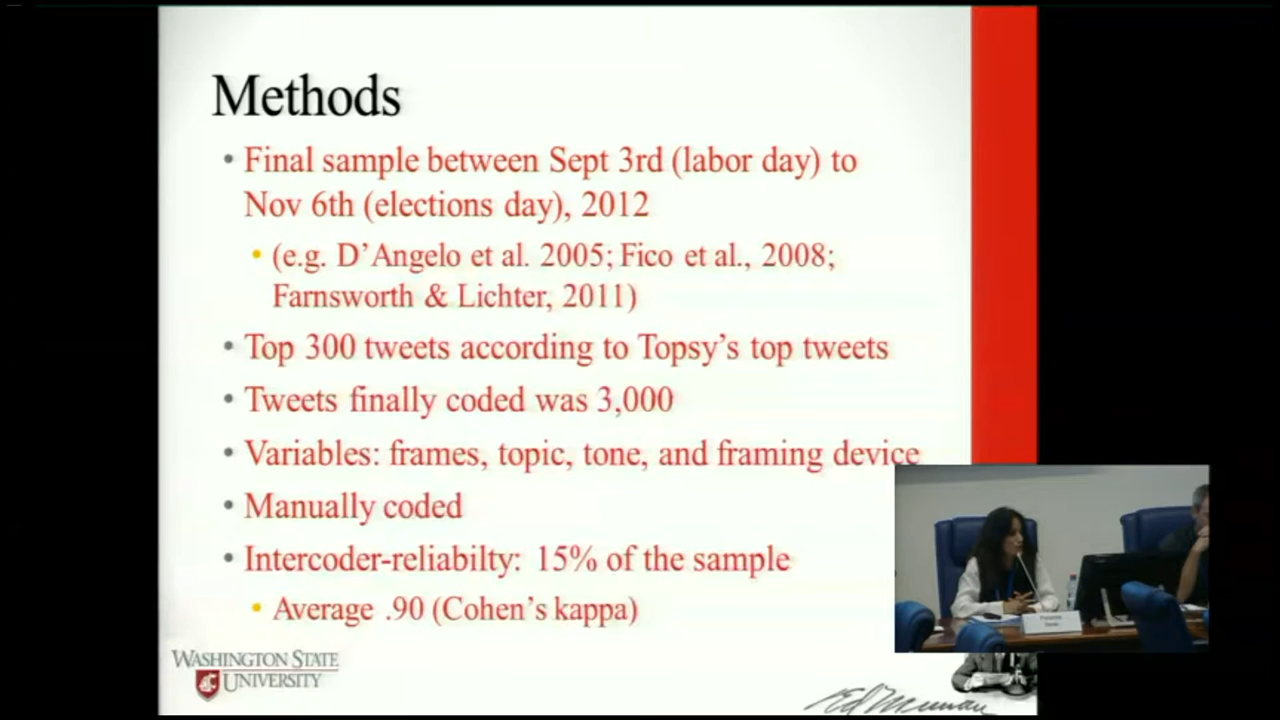 Methods
• Final sample between Sept 3rd (labor day) to
Nov 6th (elections day), 2012
• (e.g. D’Angelo et al. 2005; Fico et al., 2008;
Farnsworth & Lichter, 2011)
• Top 300 tweets according to Topsy’s top tweets
• Tweets finally coded was 3,000
• Variables: frames, topic, tone, and framing device
• Manually coded
• Intercoder-reliabilty: 15% of the sample
• Average .90 (Cohen’s kappa)
WASHINGTON STATE
UNIVERSITY